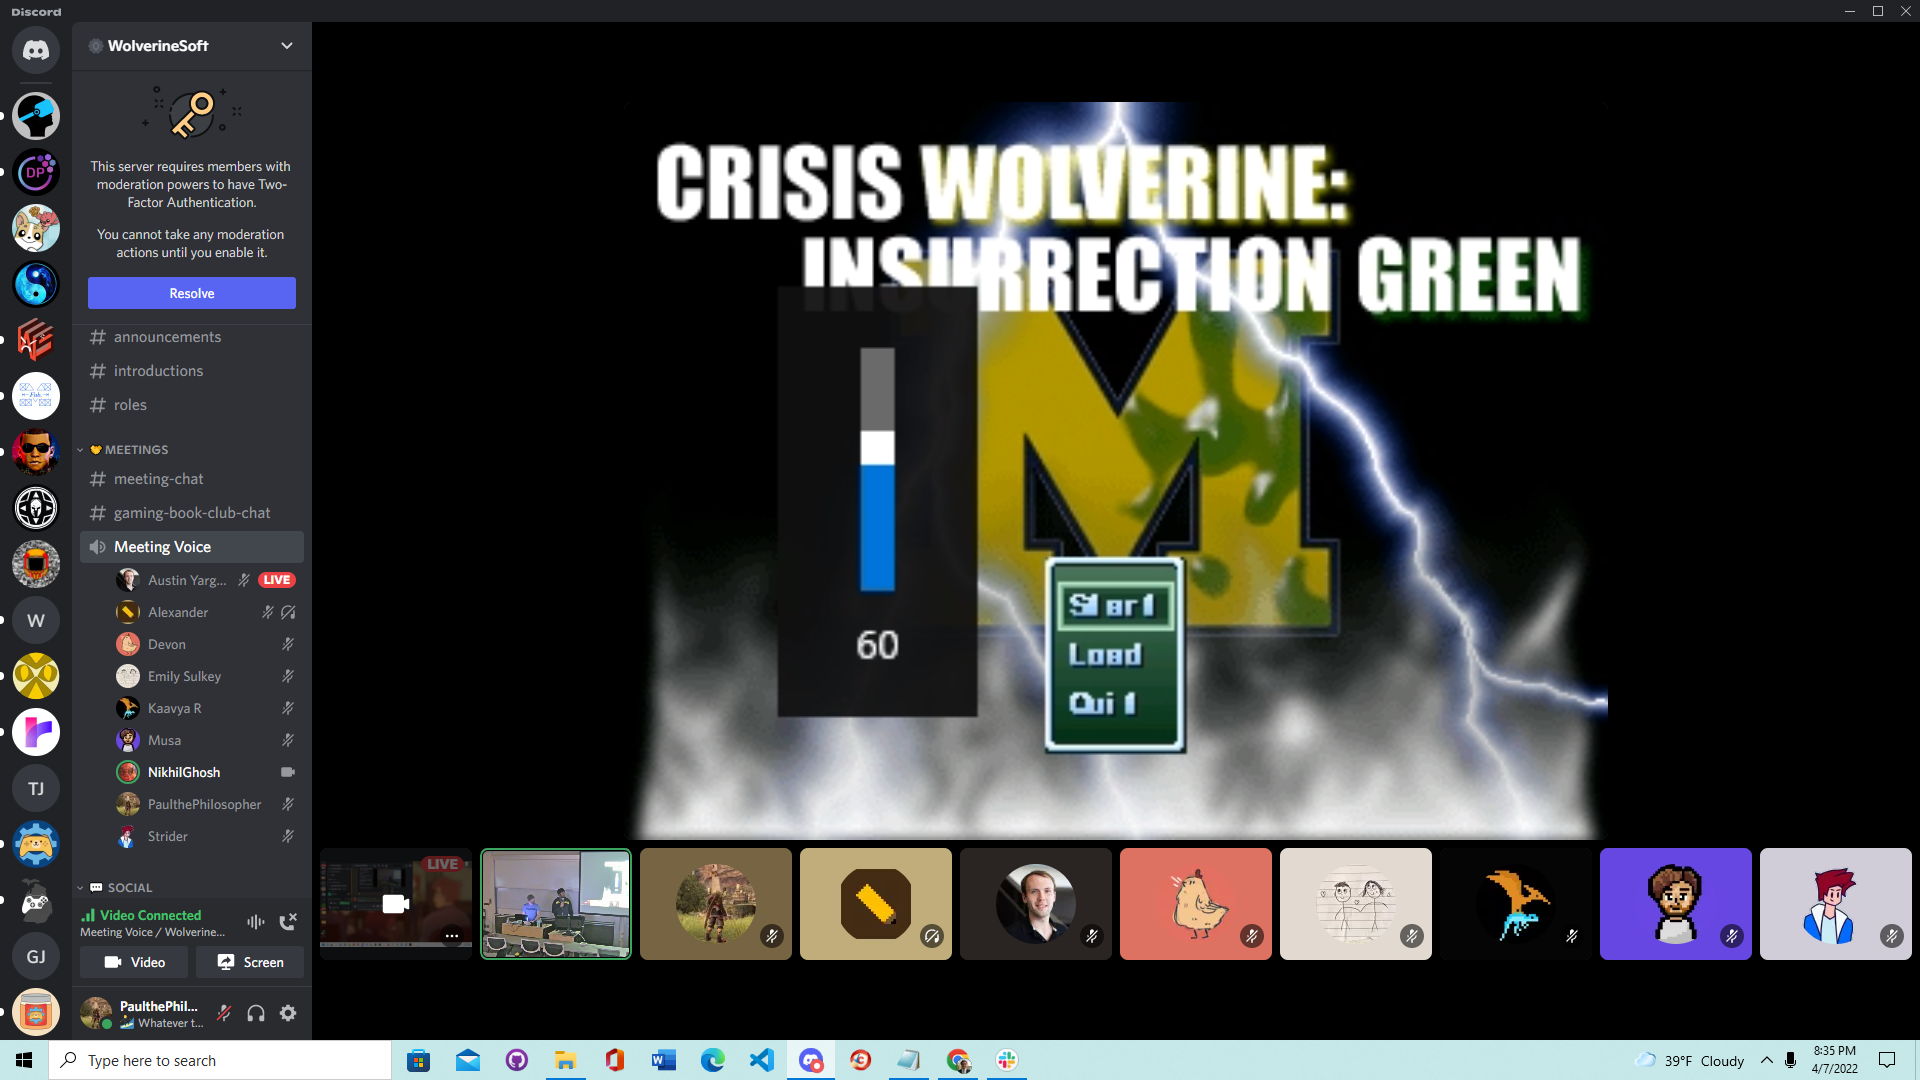 Discord
WolverineSoft
This server requires members with
moderation powers to have Two-
Factor Authentication.
You cannot take any moderation
actions until you enable it.
Resolve
announcements
introductions
roles
MEETINGS
meeting-chat
gaming-book-club-chat
Meeting Voice
Austin Yarg...
LIVE
Alexander
Devon
Emily Sulkey
Kaavya R
Musa
NikhilGhosh
PaulthePhilosopher
Strider
SOCIAL
Video Connected
Meeting Voice / Wolverine...
Video
Screen
PaulthePhil...
Whatever t...
DP
W
TJ
GJ
CRISIS WOLVERINE:
INSURRECTION GREEN
M
60
Start
Load
Quit
LIVE
Type here to search
39°F Cloudy
8:35 PM
4/7/2022